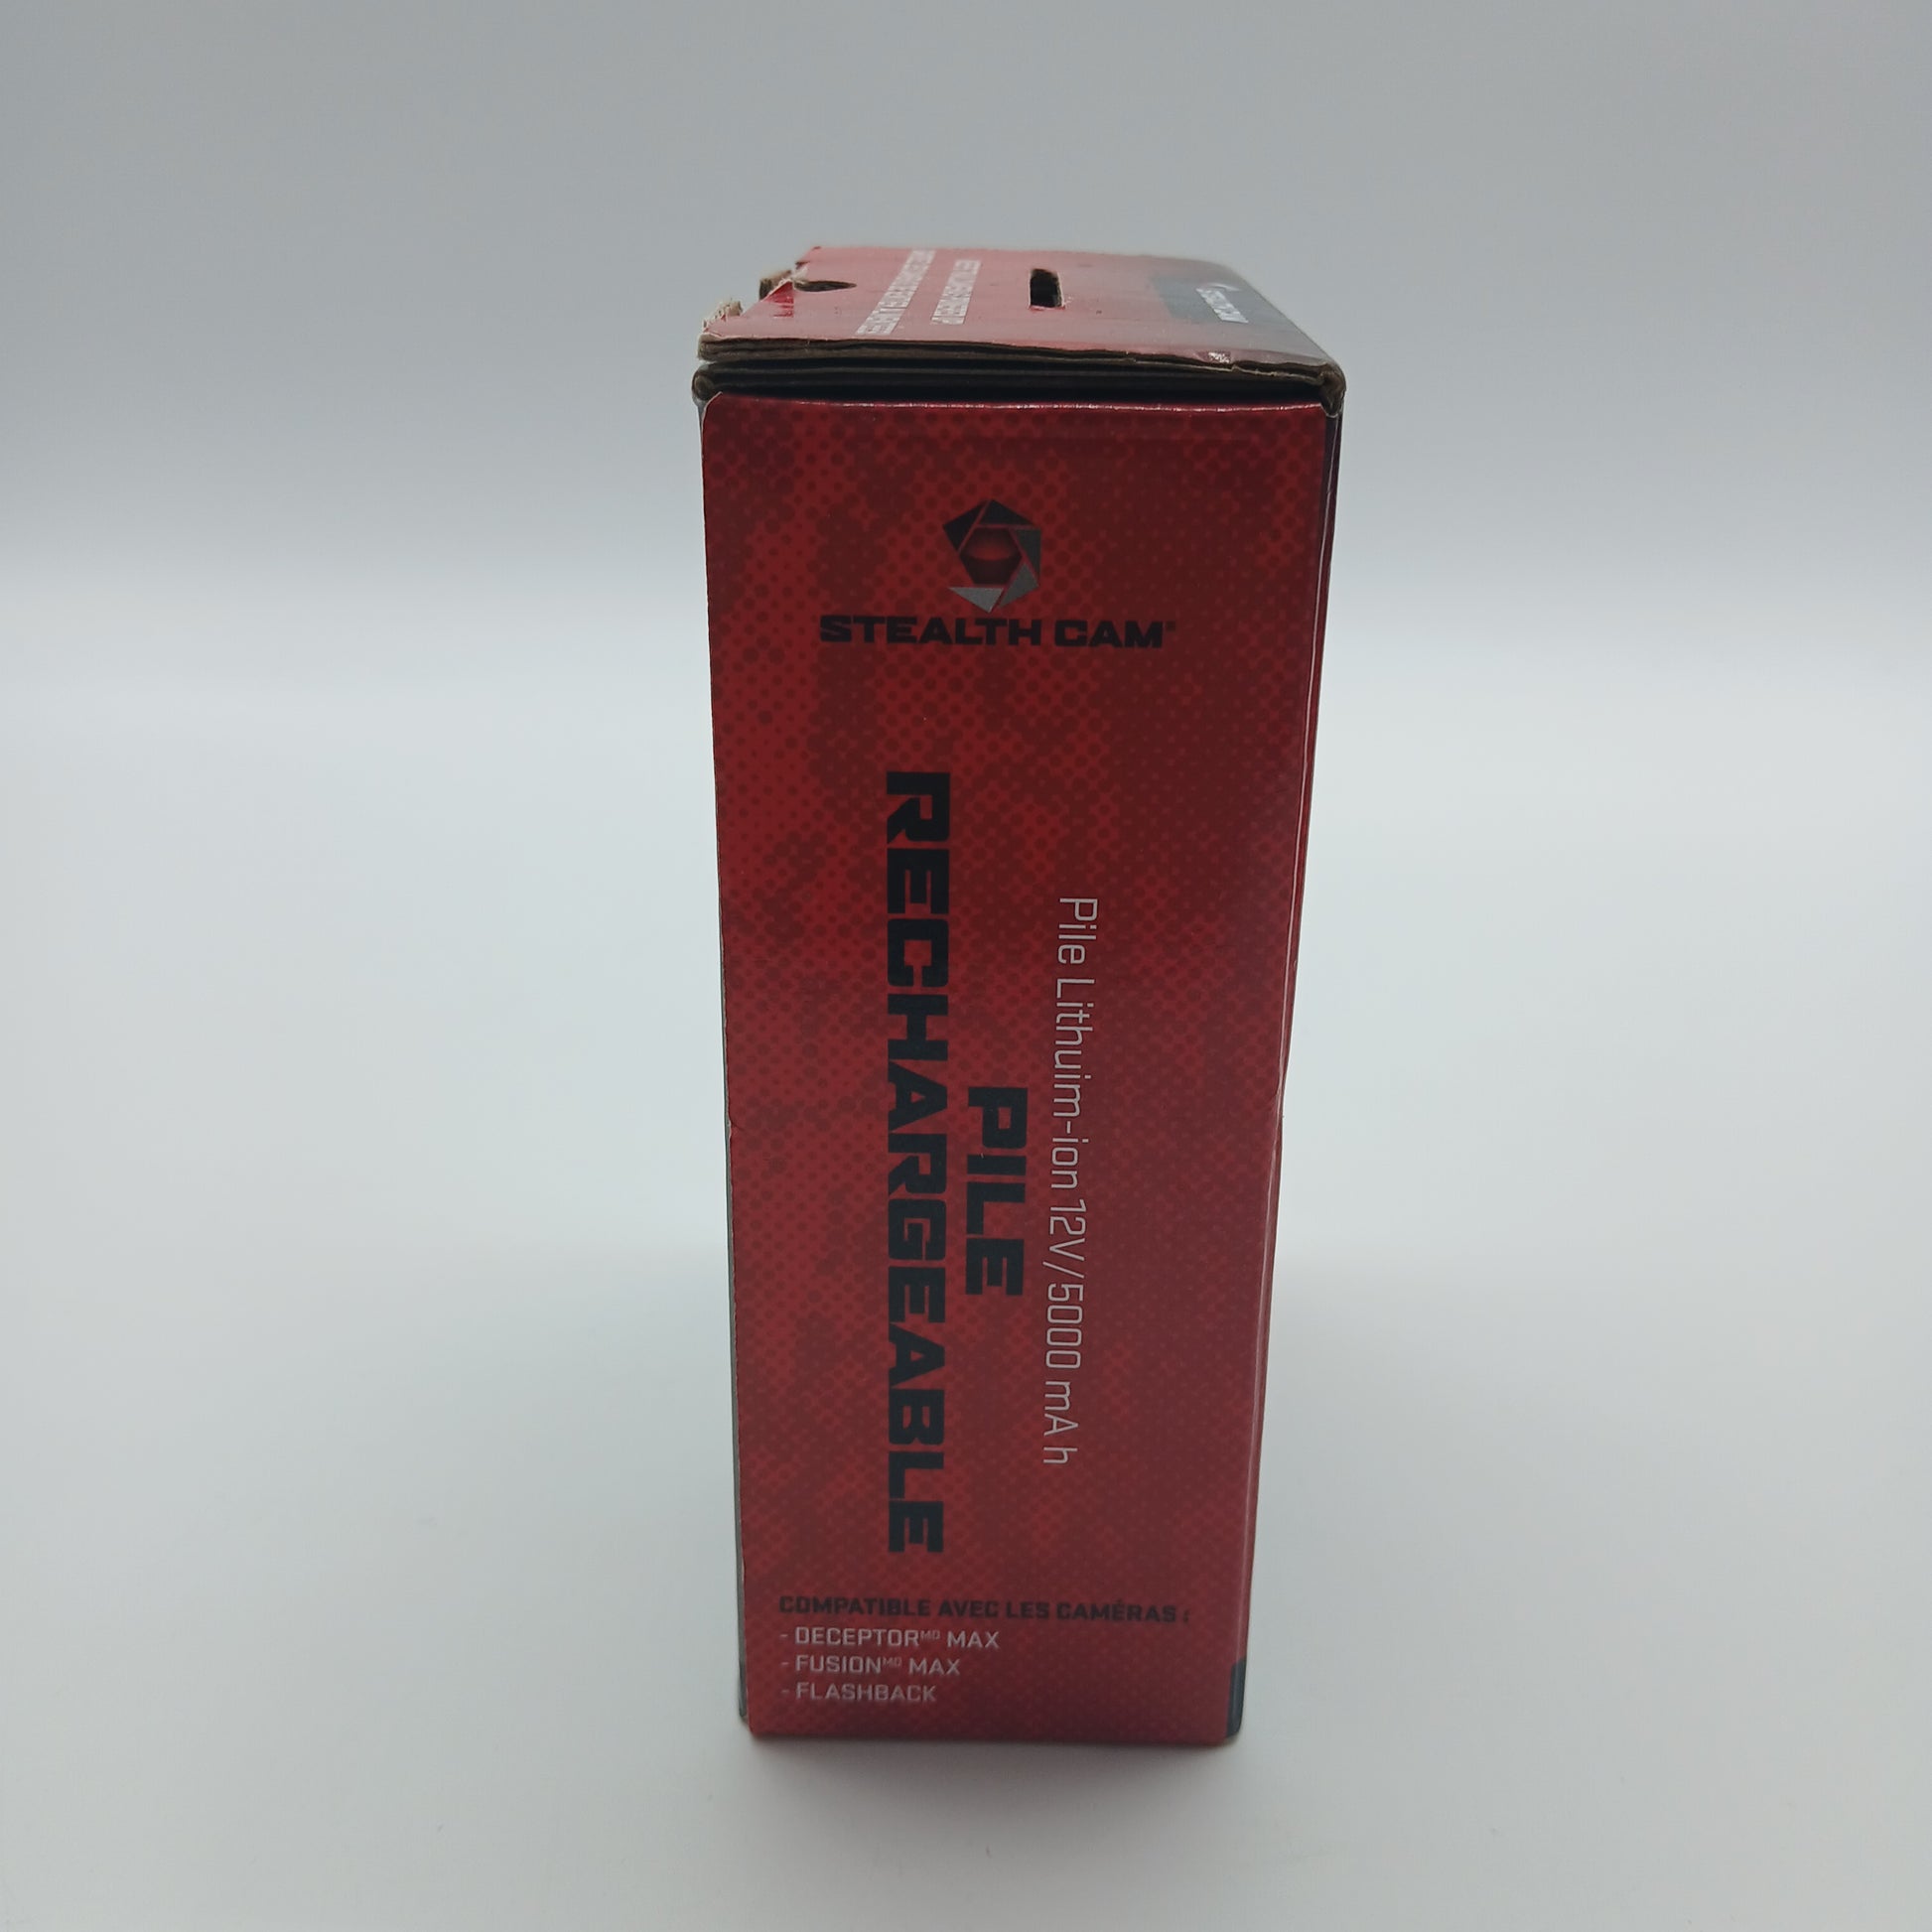 STEALTH CAM®
PILE
RECHARGEABLE
Pile Lithuim-ion 12V/5000 mA h
COMPATIBLE AVEC LES CAMÉRAS :
- DECEPTORᴹᴰ MAX
- FUSIONᴹᴰ MAX
- FLASHBACK